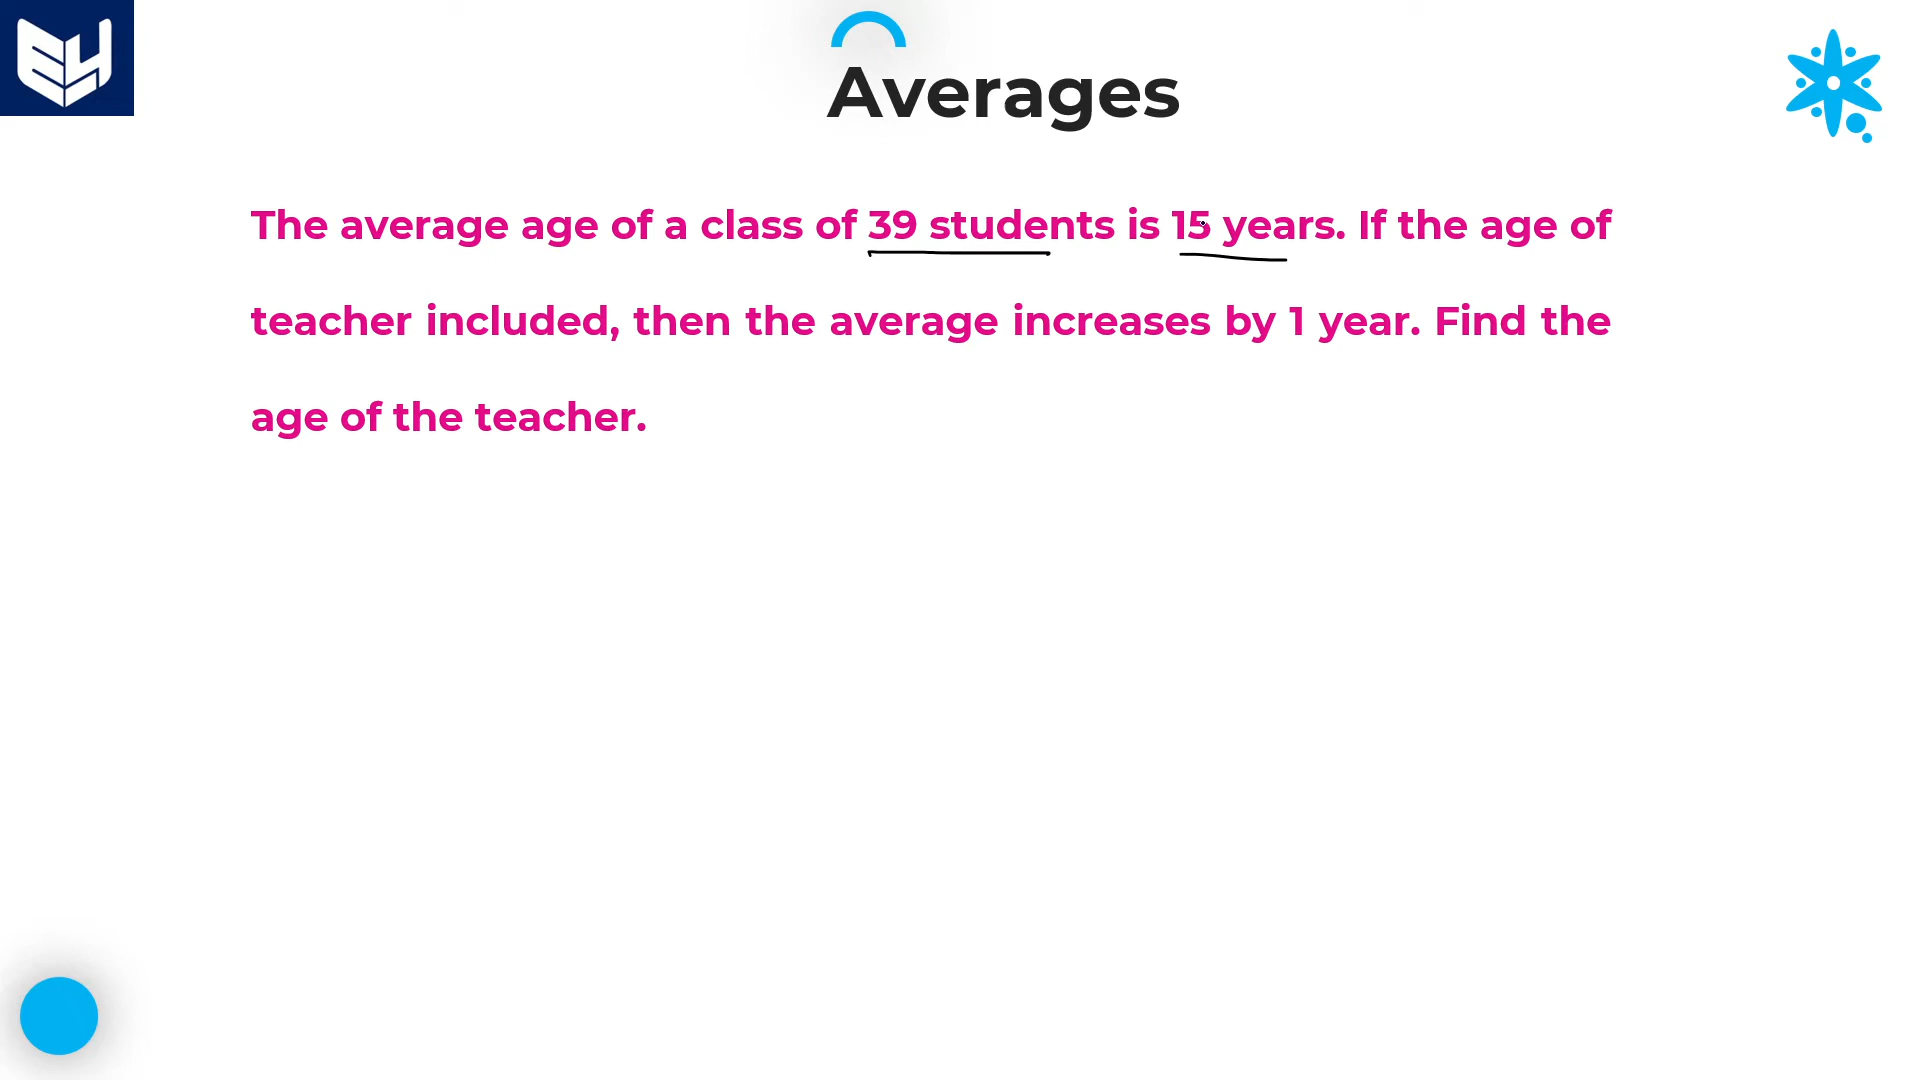 Averages
The average age of a class of 39 students is 15 years. If the age of
teacher included, then the average increases by 1 year. Find the
age of the teacher.